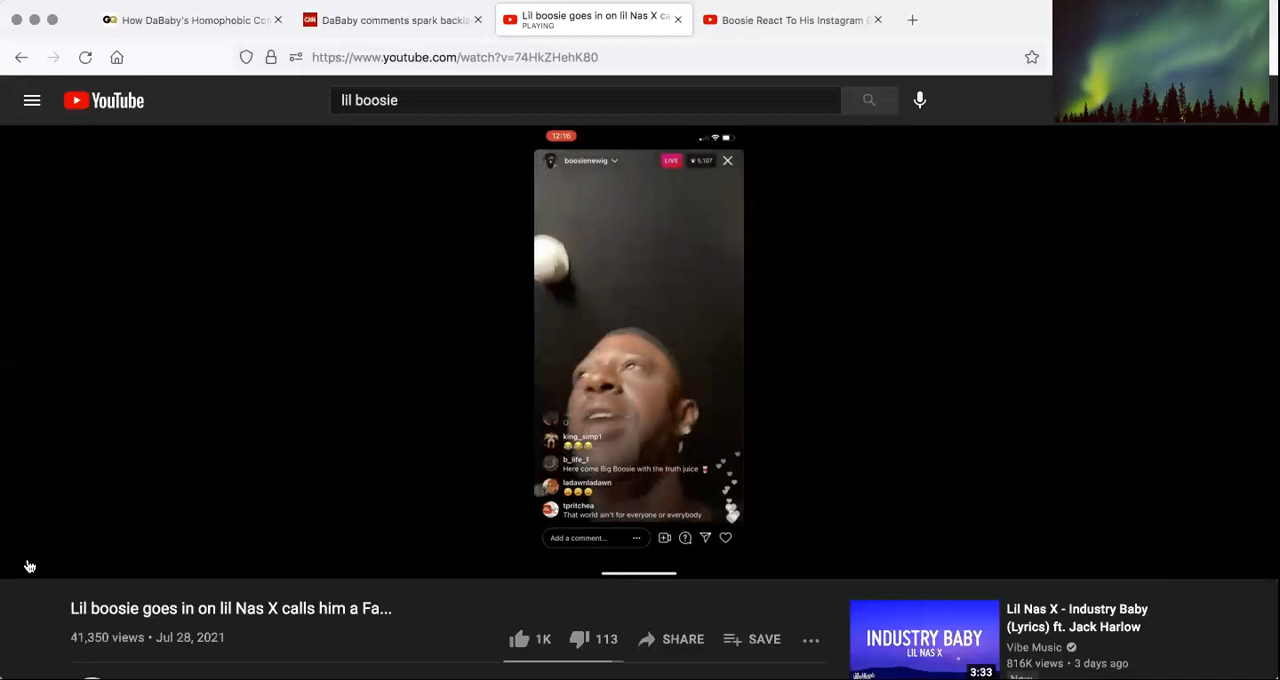 How DaBaby's Homophobic Co
CNN
DaBaby comments spark backla
Lil boosie goes in on lil Nas X ca
PLAYING
Boosie React To His Instagram
https://www.youtube.com/watch?v=74HkZHehK80
YouTube
lil boosie
12:16
boosienewig
LIVE
king_simp1
b_life_1
Here come Big Boosie with the truth juice
ladawnladawn
tpritchea
That world ain't for everyone or everybody
Add a comment...
Lil boosie goes in on lil Nas X calls him a Fa...
41,350 views • Jul 28, 2021
1K
113
SHARE
SAVE
INDUSTRY BABY
LIL NAS X
3:33
Lil Nas X - Industry Baby
(Lyrics) ft. Jack Harlow
Vibe Music
816K views • 3 days ago